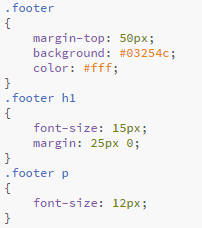 .footer
{
    margin-top: 50px;
    background: #03254c;
    color: #fff;
}
.footer h1
{
    font-size: 15px;
    margin: 25px 0;
}
.footer p
{
    font-size: 12px;
}